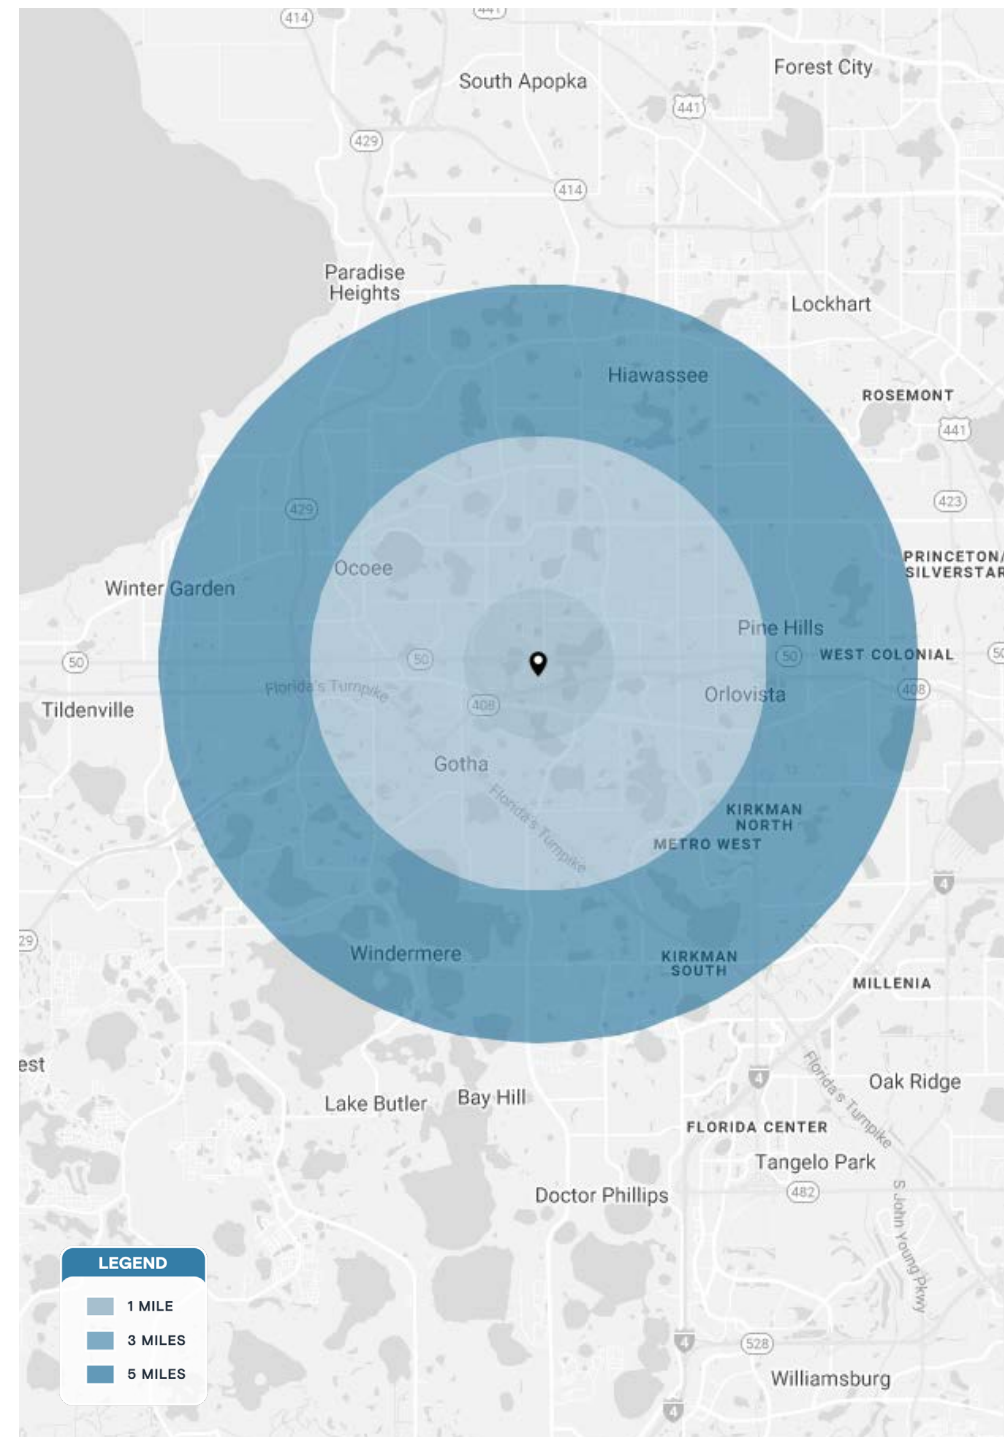 414
441
South Apopka
Forest City
441
429
414
Paradise
Heights
Lockhart
Hiawassee
ROSEMONT
441
429
423
PRINCETON/
SILVERSTAR
Ocoee
Winter Garden
Pine Hills
50
50
50
WEST COLONIAL
50
Florida's Turnpike
408
Orlovista
408
Tildenville
Gotha
Florida's Turnpike
KIRKMAN
NORTH
METRO WEST
4
29
Windermere
KIRKMAN
SOUTH
MILLENIA
est
4
Florida's Turnpike
Oak Ridge
Lake Butler
Bay Hill
FLORIDA CENTER
Tangelo Park
482
Doctor Phillips
S John Young Pkwy
LEGEND
1 MILE
3 MILES
5 MILES
4
528
Williamsburg
4